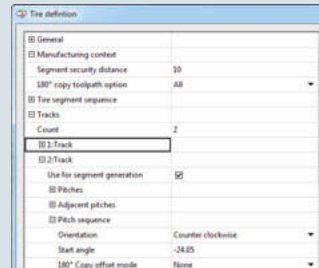 Tire defintion
General
Manufacturing context
Segment security distance 10
180° copy toolpath option All
Tire segment sequence
Tracks
Count 2
1:Track
2:Track
Use for segment generation
Pitches
Adjacent pitches
Pitch sequence
Orientation Counter clockwise
Start angle -24.05
180° Copy offset mode None